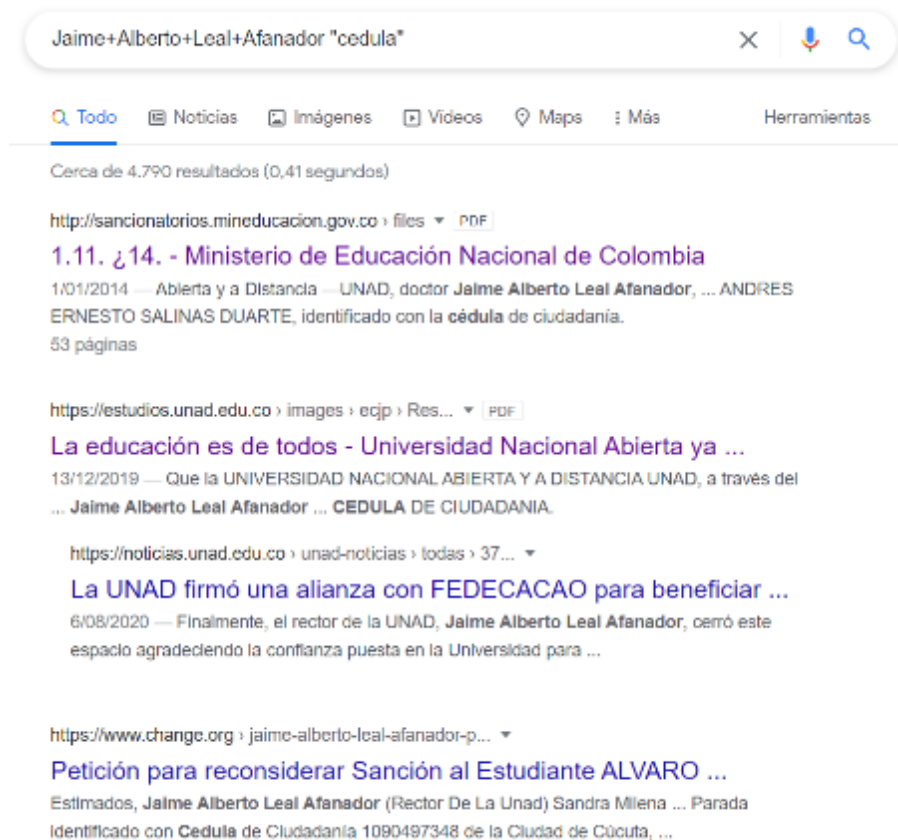 Jaime+Alberto+Leal+Afanador "cedula"
Todo Noticias Imágenes Vídeos Maps Más Herramientas
Cerca de 4.790 resultados (0,41 segundos)
http://sancionatorios.mineducacion.gov.co › files PDF
1.11. ¿14. - Ministerio de Educación Nacional de Colombia
1/01/2014 — Abierta y a Distancia —UNAD, doctor Jaime Alberto Leal Afanador, ... ANDRES
ERNESTO SALINAS DUARTE, identificado con la cédula de ciudadanía.
53 páginas
https://estudios.unad.edu.co › images › ecjp › Res... PDF
La educación es de todos - Universidad Nacional Abierta ya ...
13/12/2019 — Que la UNIVERSIDAD NACIONAL ABIERTA Y A DISTANCIA UNAD, a través del
... Jaime Alberto Leal Afanador ... CEDULA DE CIUDADANIA.
https://noticias.unad.edu.co › unad-noticias › todas › 37...
La UNAD firmó una alianza con FEDECACAO para beneficiar ...
6/08/2020 — Finalmente, el rector de la UNAD, Jaime Alberto Leal Afanador, cerró este
espacio agradeciendo la confianza puesta en la Universidad para ...
https://www.change.org › jaime-alberto-leal-afanador-p...
Petición para reconsiderar Sanción al Estudiante ALVARO ...
Estimados, Jaime Alberto Leal Afanador (Rector De La Unad) Sandra Milena ... Parada
Identificado con Cedula de Ciudadanía 1090497348 de la Ciudad de Cúcuta, ...